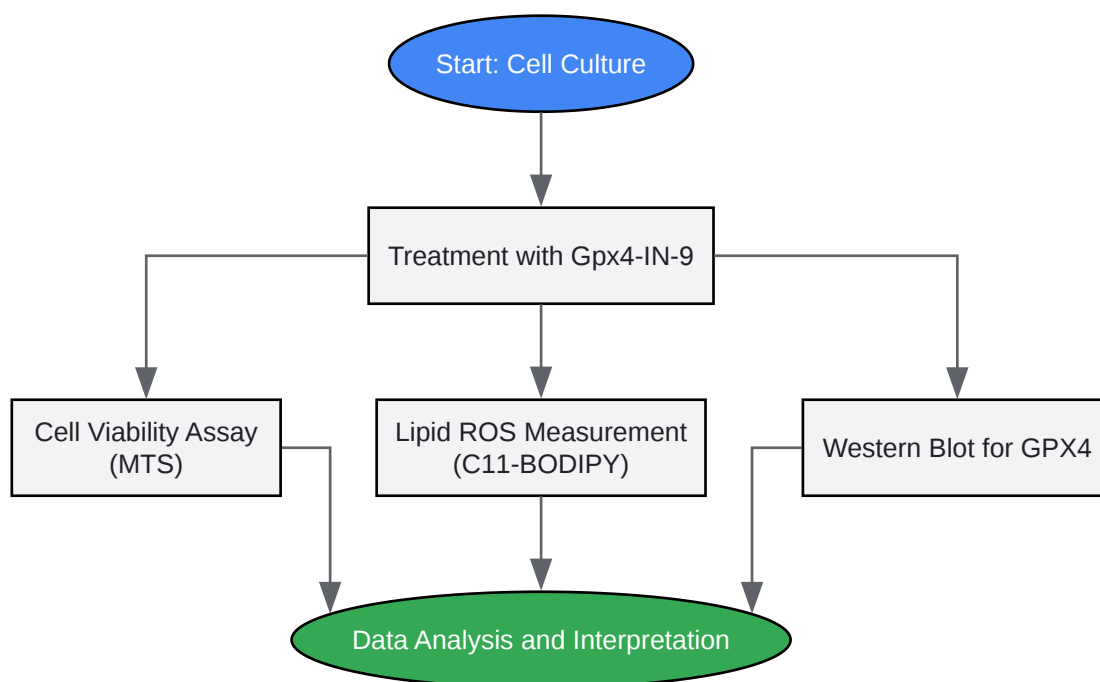 Start: Cell Culture
Treatment with Gpx4-IN-9
Cell Viability Assay
(MTS)
Lipid ROS Measurement
(C11-BODIPY)
Western Blot for GPX4
Data Analysis and Interpretation